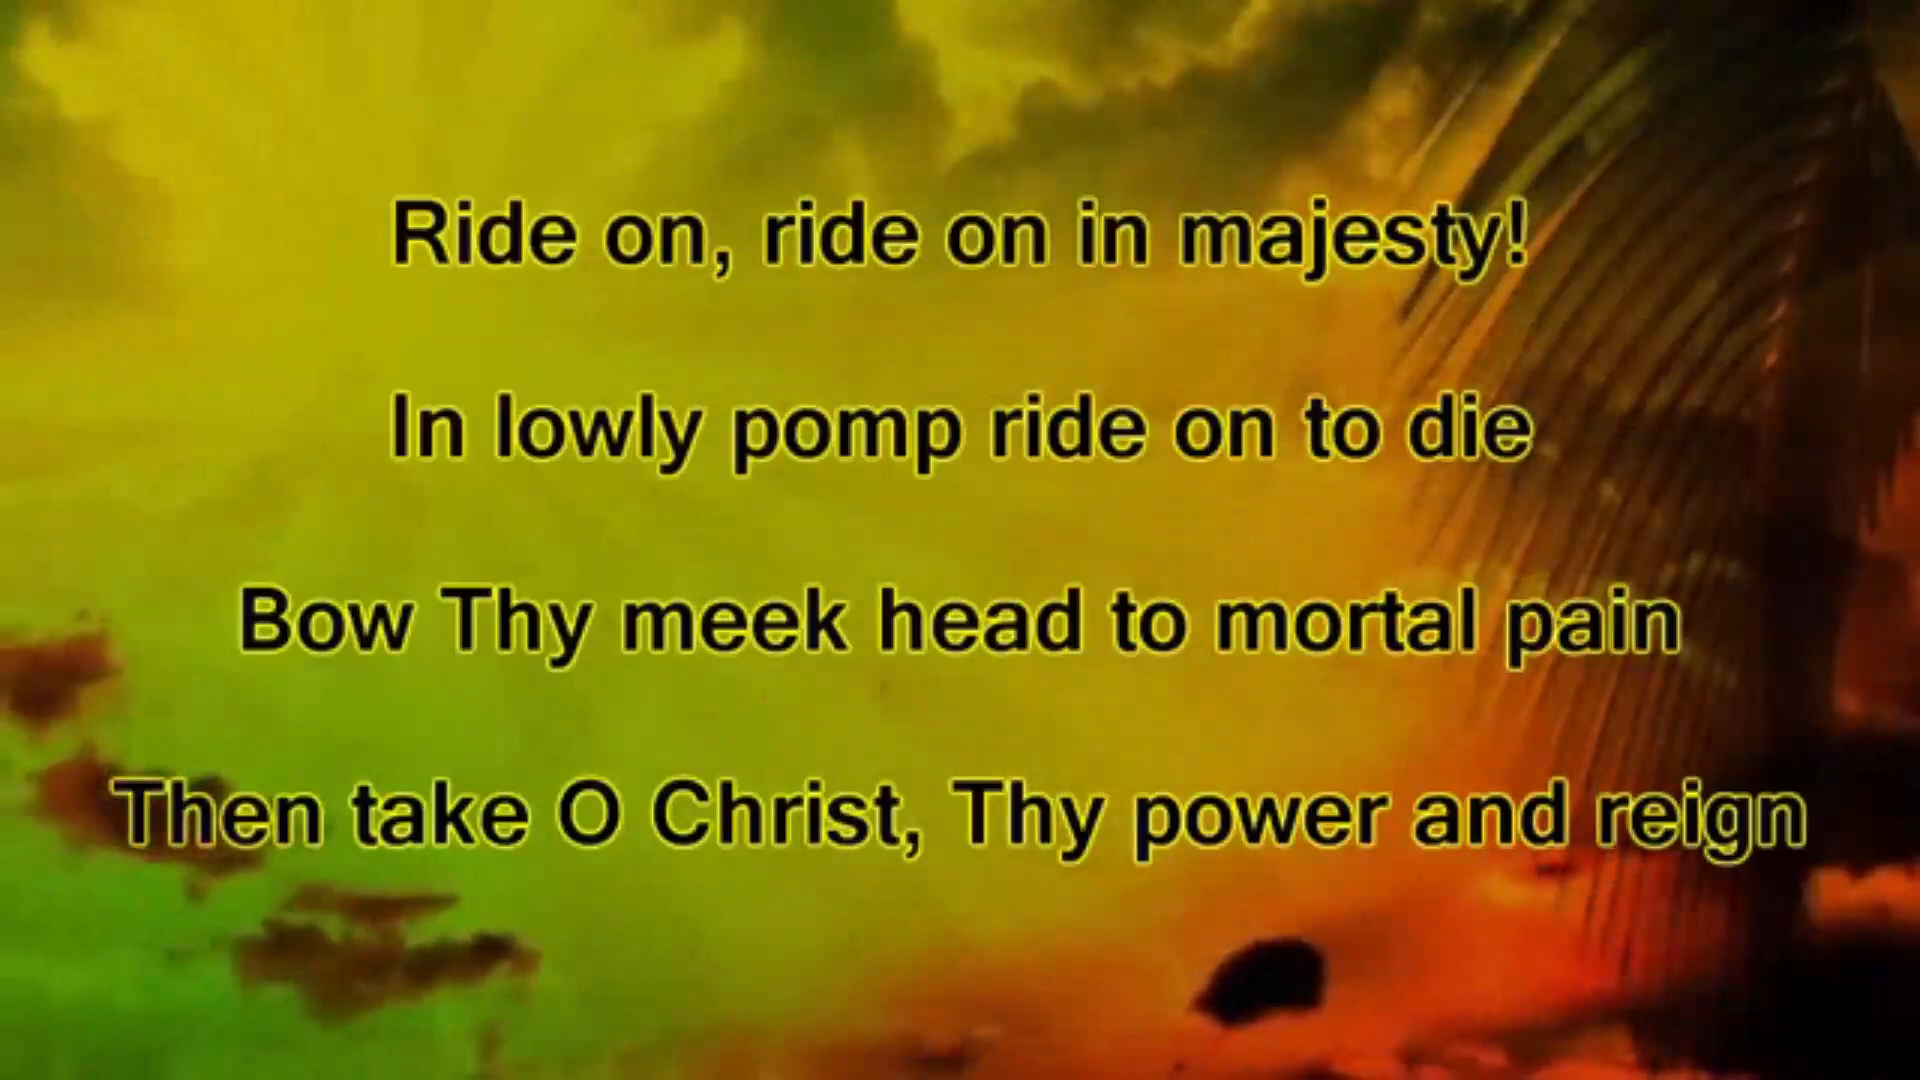 Ride on, ride on in majesty!
In lowly pomp ride on to die
Bow Thy meek head to mortal pain
Then take O Christ, Thy power and reign